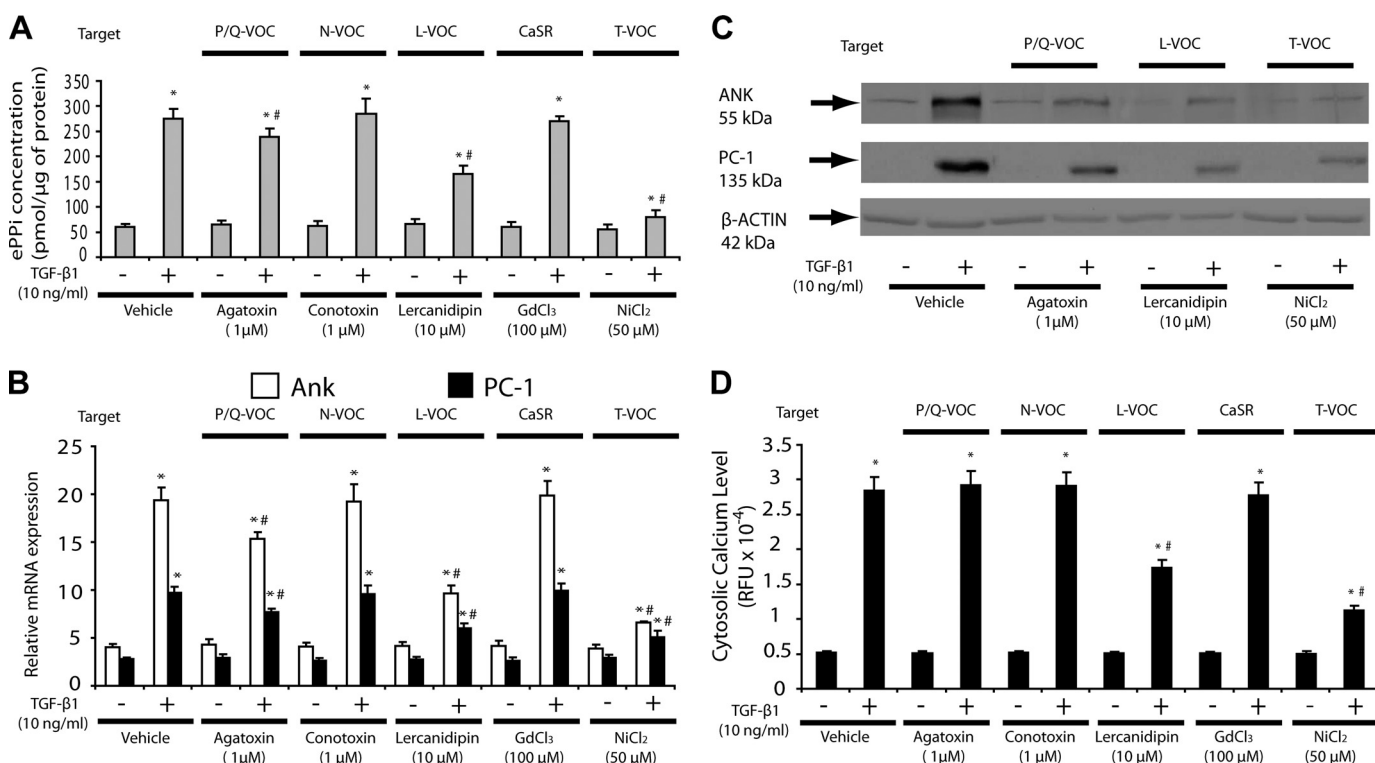 A
Target P/Q-VOC N-VOC L-VOC CaSR T-VOC
ePPi concentration
(pmol/µg of protein)
350
300
250
200
150
100
50
0
* * # * * # * * #
TGF-β1 - + - + - + - + - + - +
(10 ng/ml)
Vehicle Agatoxin Conotoxin Lercanidipin GdCl₃ NiCl₂
( 1µM) (1 µM) (10 µM) (100 µM) (50 µM)
B
Ank PC-1
Target P/Q-VOC N-VOC L-VOC CaSR T-VOC
Relative mRNA expression
25
20
15
10
5
0
* * * # * # * * * # * # * * * # * #
TGF-β1 - + - + - + - + - + - +
(10 ng/ml)
Vehicle Agatoxin Conotoxin Lercanidipin GdCl₃ NiCl₂
( 1µM) (1 µM) (10 µM) (100 µM) (50 µM)
C
Target P/Q-VOC L-VOC T-VOC
ANK
55 kDa
PC-1
135 kDa
β-ACTIN
42 kDa
TGF-β1 - + - + - + - +
(10 ng/ml)
Vehicle Agatoxin Lercanidipin NiCl₂
( 1µM) (10 µM) (50 µM)
D
Target P/Q-VOC N-VOC L-VOC CaSR T-VOC
Cytosolic Calcium Level
(RFU x 10⁻⁴)
3.5
3
2.5
2
1.5
1
0.5
0
* * * * # * * #
TGF-β1 - + - + - + - + - + - +
(10 ng/ml)
Vehicle Agatoxin Conotoxin Lercanidipin GdCl₃ NiCl₂
( 1µM) (1 µM) (10 µM) (100 µM) (50 µM)